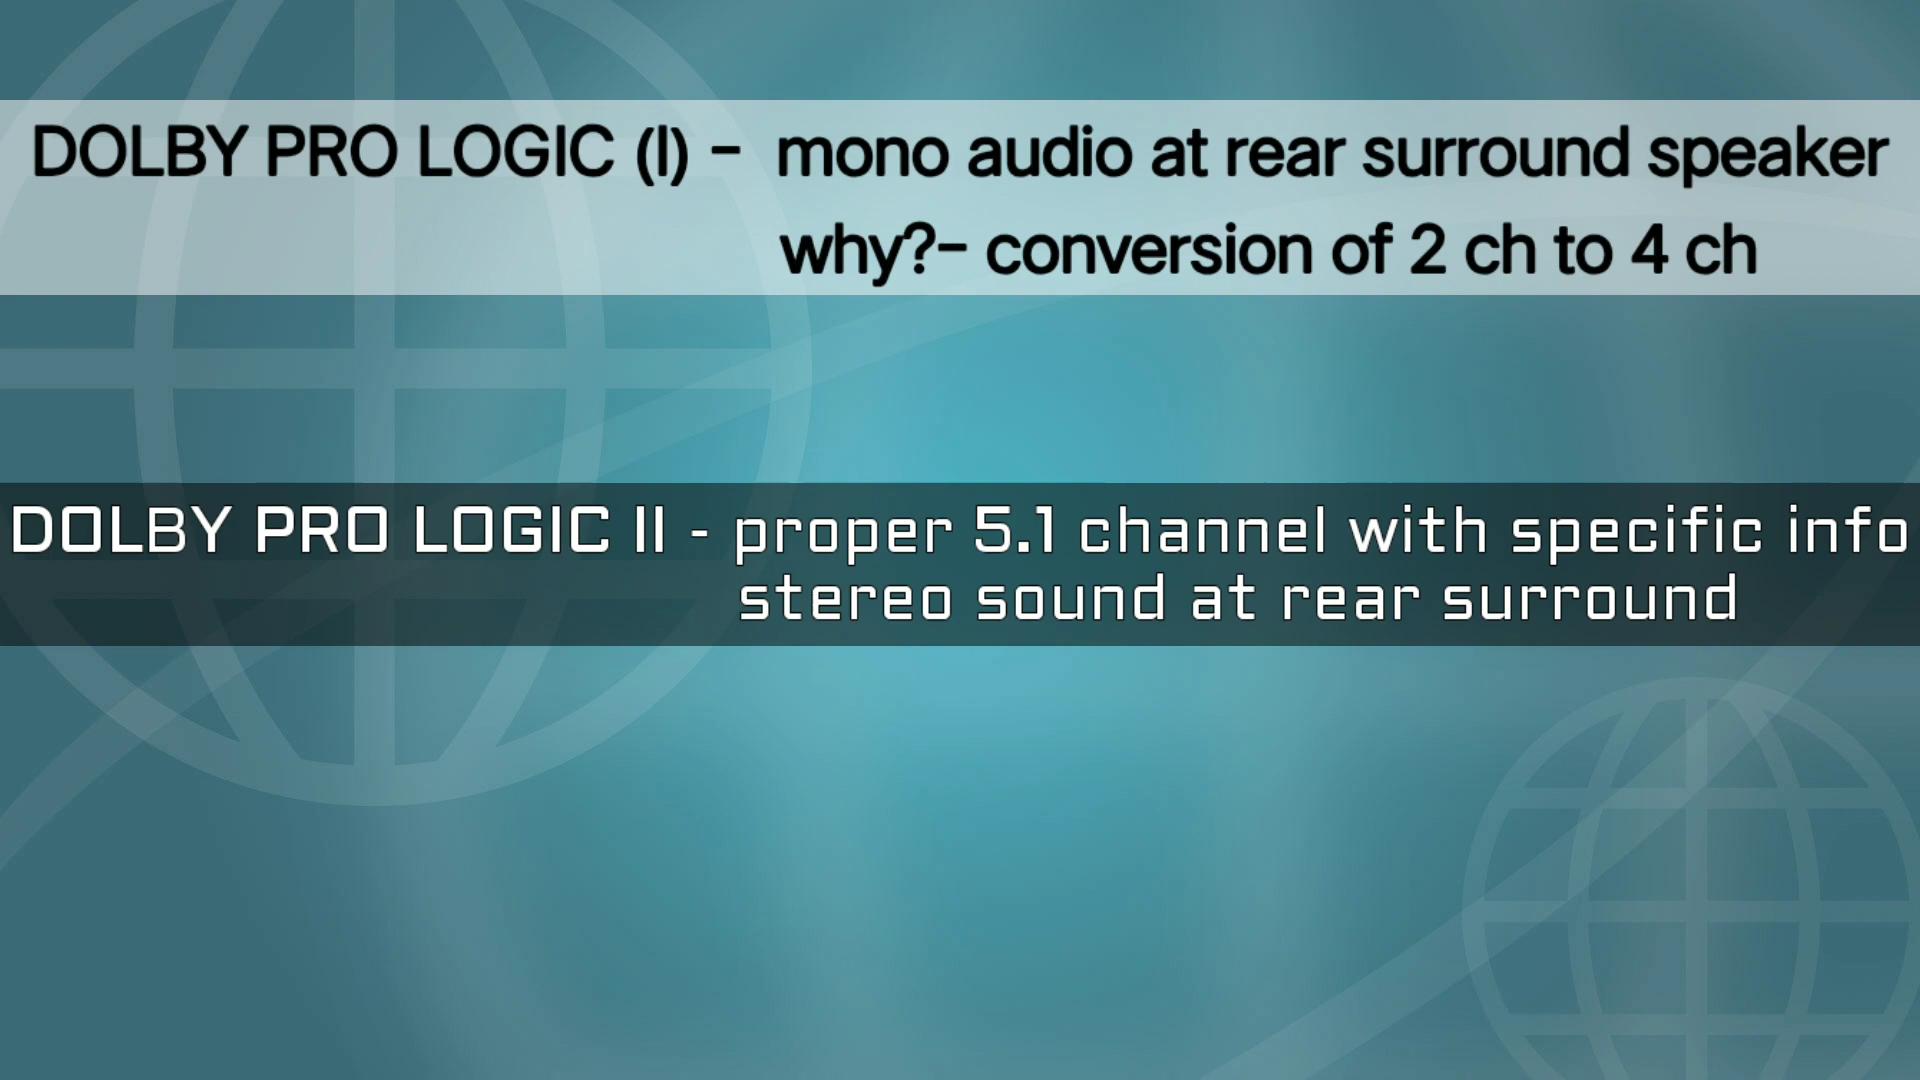 DOLBY PRO LOGIC (I) - mono audio at rear surround speaker
why?- conversion of 2 ch to 4 ch
DOLBY PRO LOGIC II - proper 5.1 channel with specific info
stereo sound at rear surround